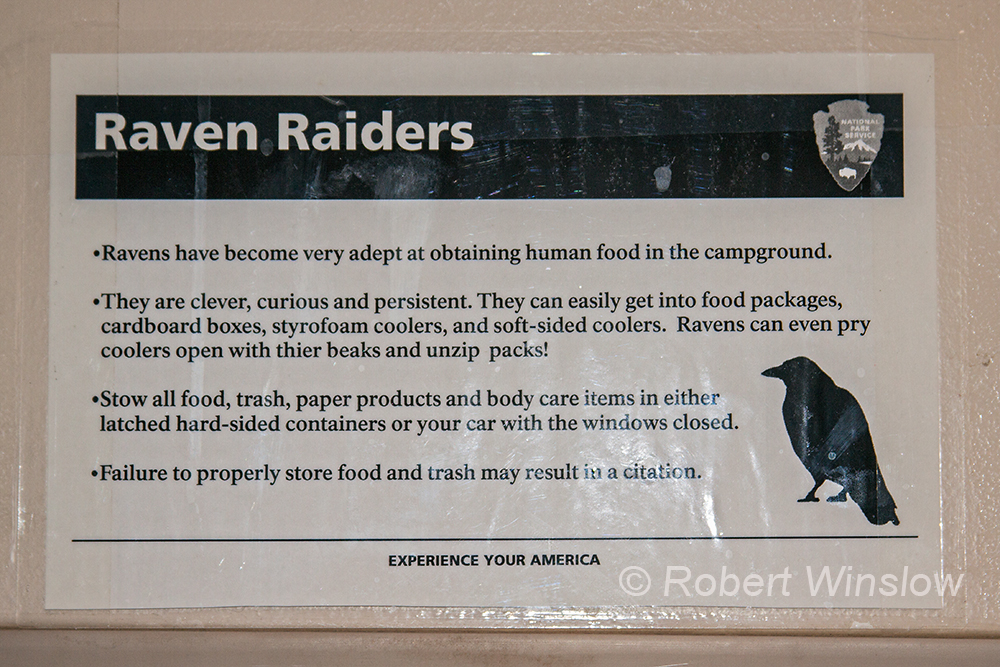 Raven Raiders
NATIONAL
PARK
SERVICE
•Ravens have become very adept at obtaining human food in the campground.
•They are clever, curious and persistent. They can easily get into food packages,
cardboard boxes, styrofoam coolers, and soft-sided coolers.  Ravens can even pry
coolers open with thier beaks and unzip  packs!
•Stow all food, trash, paper products and body care items in either
latched hard-sided containers or your car with the windows closed.
•Failure to properly store food and trash may result in a citation.
EXPERIENCE YOUR AMERICA
© Robert Winslow